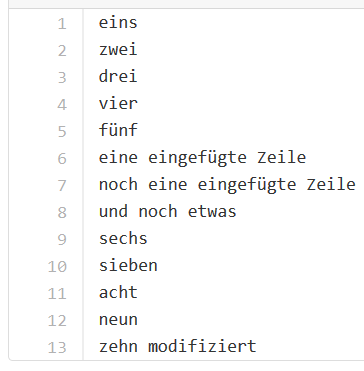 1 eins
2 zwei
3 drei
4 vier
5 fünf
6 eine eingefügte Zeile
7 noch eine eingefügte Zeile
8 und noch etwas
9 sechs
10 sieben
11 acht
12 neun
13 zehn modifiziert